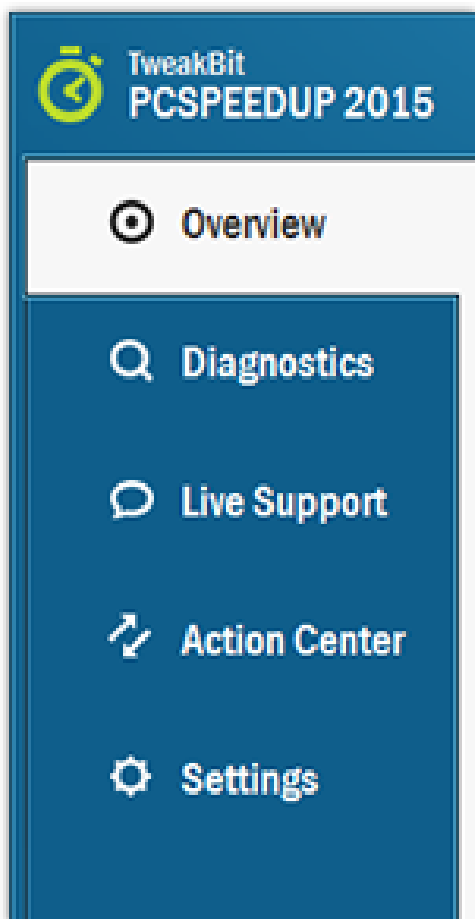 TweakBit
PCSPEEDUP 2015
Overview
Diagnostics
Live Support
Action Center
Settings